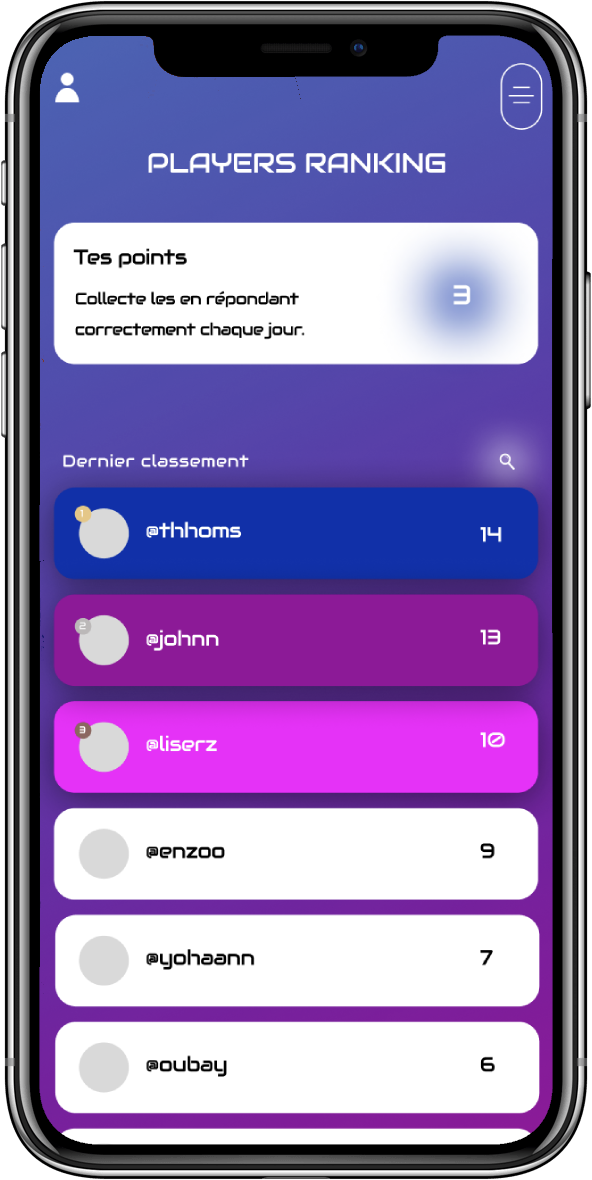 PLAYERS RANKING
Tes points
Collecte les en répondant
correctement chaque jour.
3
Dernier classement
1
@thhoms
14
2
@johnn
13
3
@liserz
10
@enzoo
9
@yohaann
7
@oubay
6